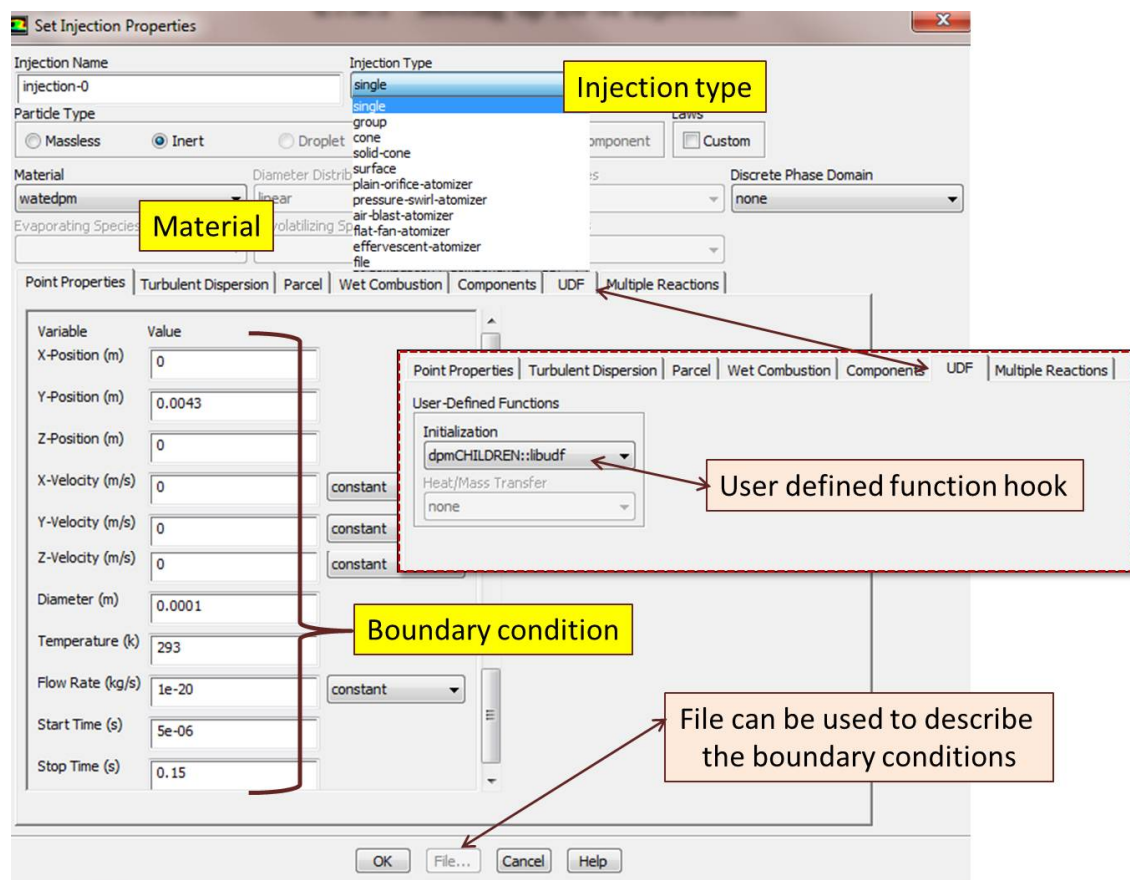 Set Injection Properties
Injection Name
Injection Type
injection-0
single
Injection type
single
group
cone
solid-cone
surface
plain-orifice-atomizer
pressure-swirl-atomizer
air-blast-atomizer
flat-fan-atomizer
effervescent-atomizer
file
Particle Type
Laws
Massless
Inert
Droplet
omponent
Custom
Material
Diameter Distrib
Discrete Phase Domain
watedpm
linear
none
Evaporating Species
Material
volatilizing Sp
Point Properties
Turbulent Dispersion
Parcel
Wet Combustion
Components
UDF
Multiple Reactions
Variable
Value
X-Position (m)
0
Y-Position (m)
0.0043
Z-Position (m)
0
X-Velocity (m/s)
0
constant
Y-Velocity (m/s)
0
constant
Z-Velocity (m/s)
0
constant
Diameter (m)
0.0001
Temperature (k)
293
Flow Rate (kg/s)
1e-20
constant
Start Time (s)
5e-06
Stop Time (s)
0.15
Boundary condition
Point Properties
Turbulent Dispersion
Parcel
Wet Combustion
Components
UDF
Multiple Reactions
User-Defined Functions
Initialization
dpmCHILDREN::libudf
Heat/Mass Transfer
none
User defined function hook
File can be used to describe
the boundary conditions
OK
File...
Cancel
Help